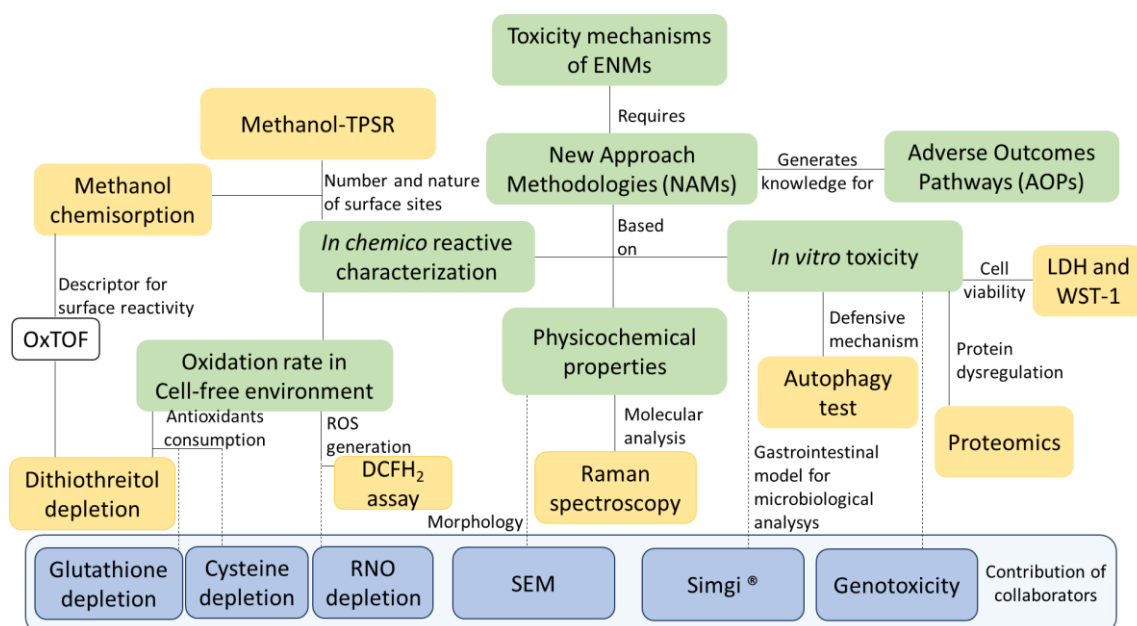 Toxicity mechanisms
of ENMs
Requires
Methanol-TPSR
New Approach
Methodologies (NAMs)
Generates
knowledge for
Adverse Outcomes
Pathways (AOPs)
Methanol
chemisorption
Number and nature
of surface sites
Based
on
In chemico reactive
characterization
In vitro toxicity
Cell
viability
LDH and
WST-1
Descriptor for
surface reactivity
OxTOF
Oxidation rate in
Cell-free environment
Physicochemical
properties
Defensive
mechanism
Protein
dysregulation
Autophagy
test
Antioxidants
consumption
ROS
generation
Molecular
analysis
Proteomics
Dithiothreitol
depletion
DCFH₂
assay
Raman
spectroscopy
Gastrointestinal
model for
microbiological
analysys
Morphology
Glutathione
depletion
Cysteine
depletion
RNO
depletion
SEM
Simgi ®
Genotoxicity
Contribution of
collaborators